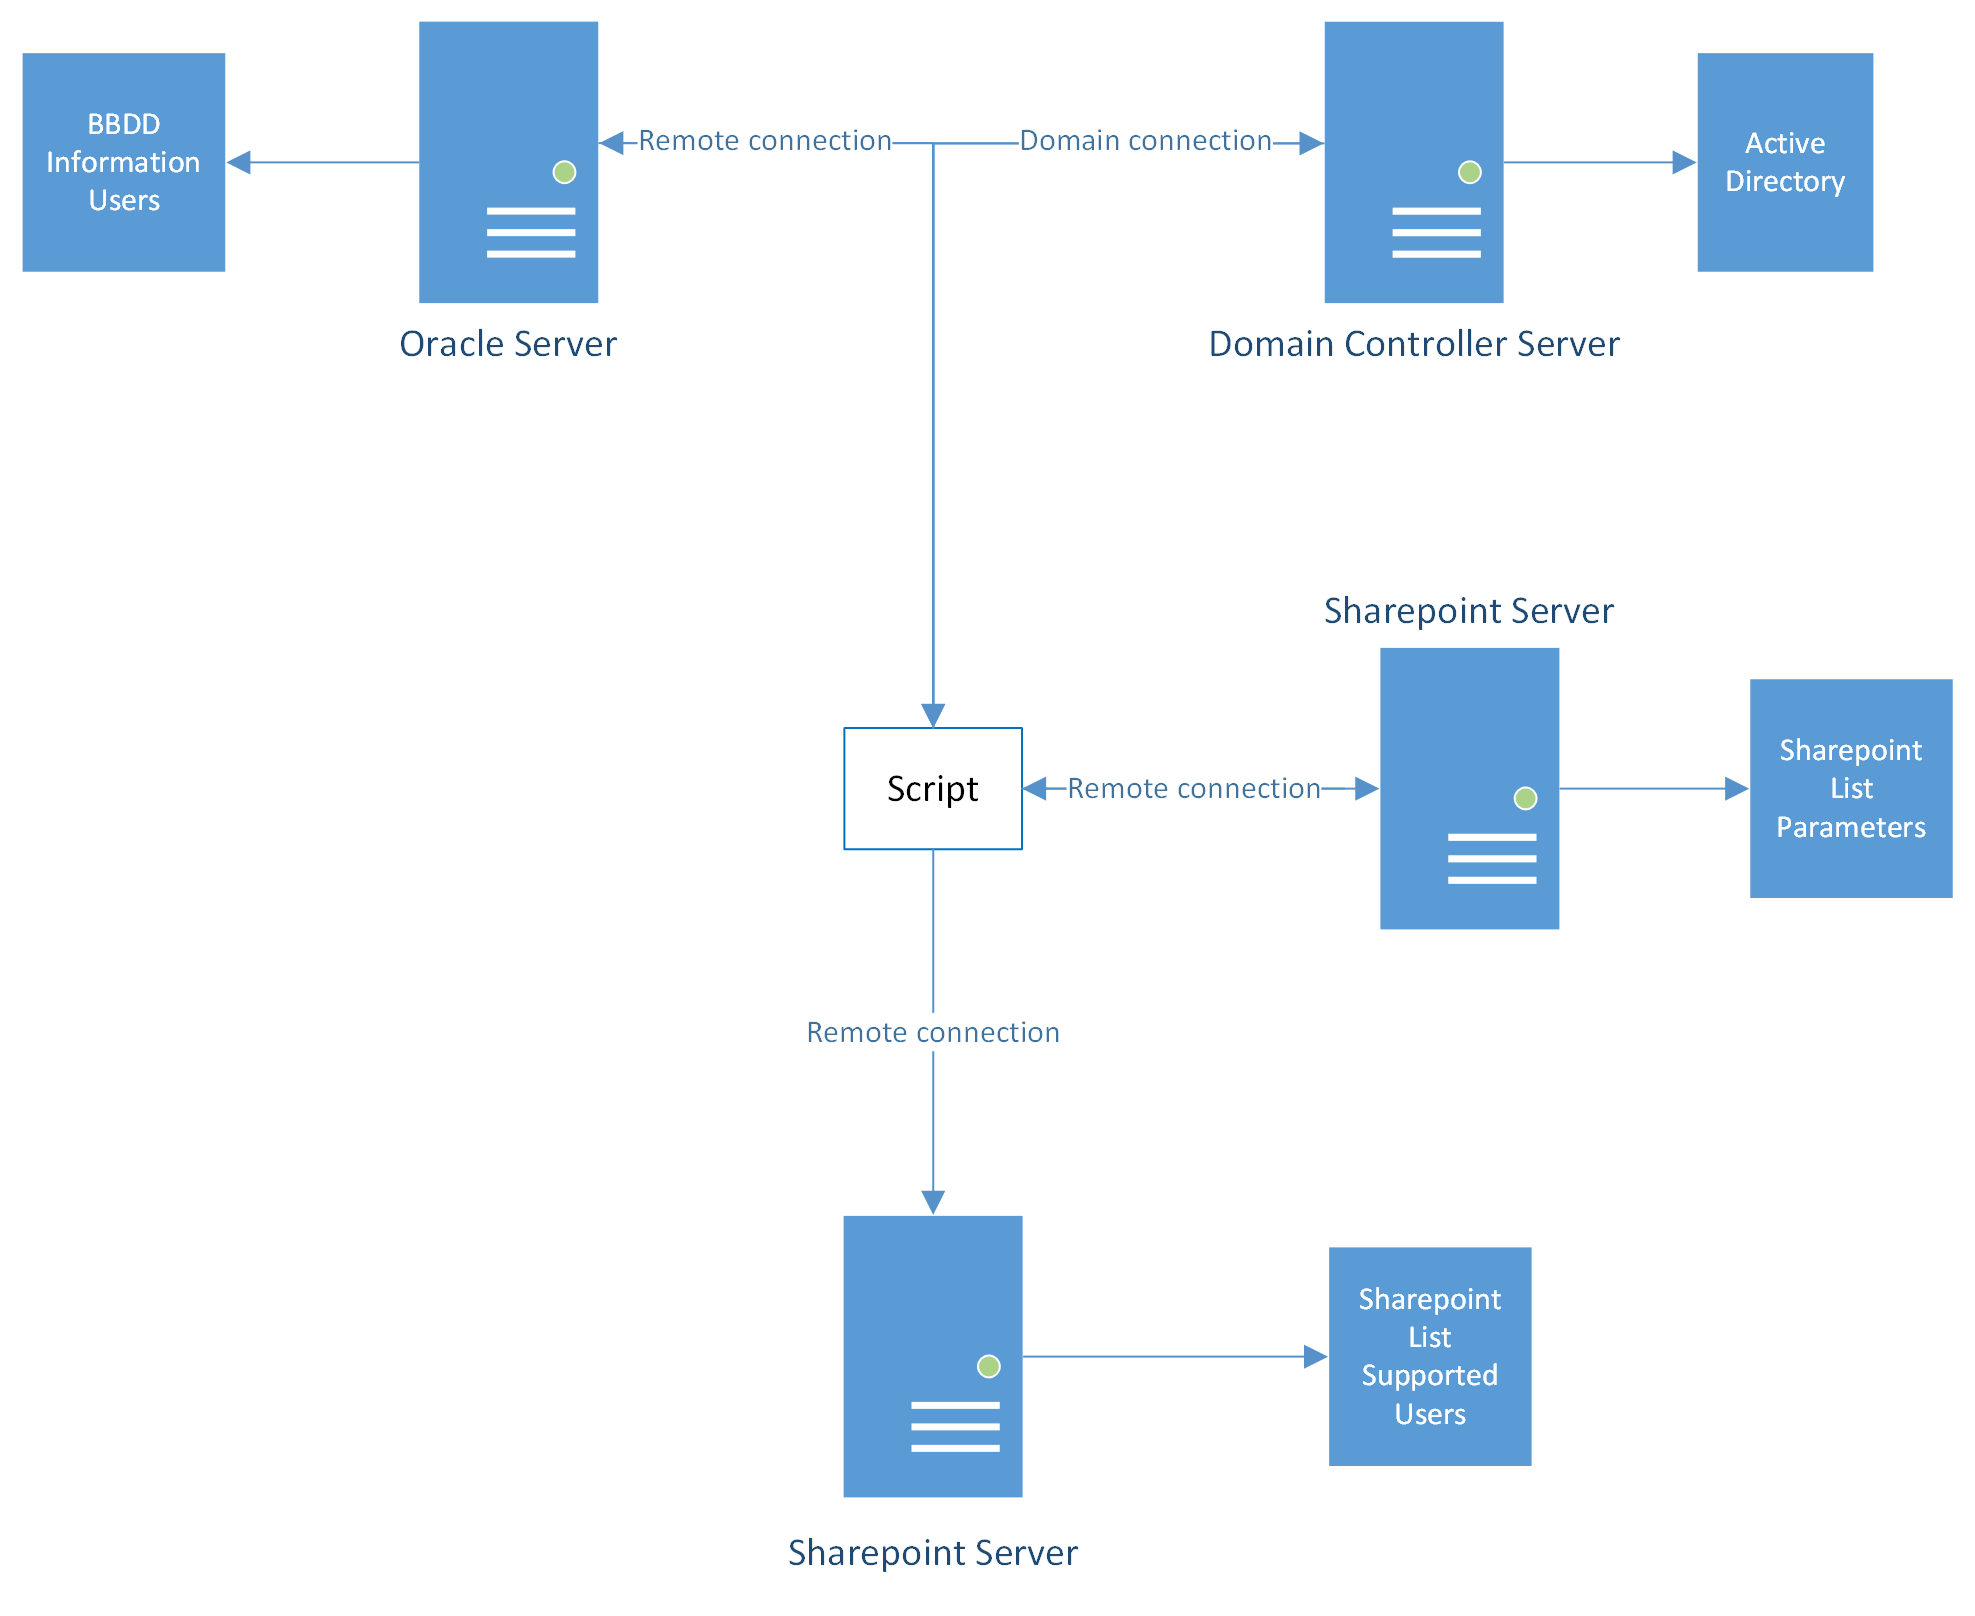 BBDD
Information
Users
Remote connection
Domain connection
Active
Directory
Oracle Server
Domain Controller Server
Sharepoint Server
Script
Remote connection
Sharepoint
List
Parameters
Remote connection
Sharepoint
List
Supported
Users
Sharepoint Server